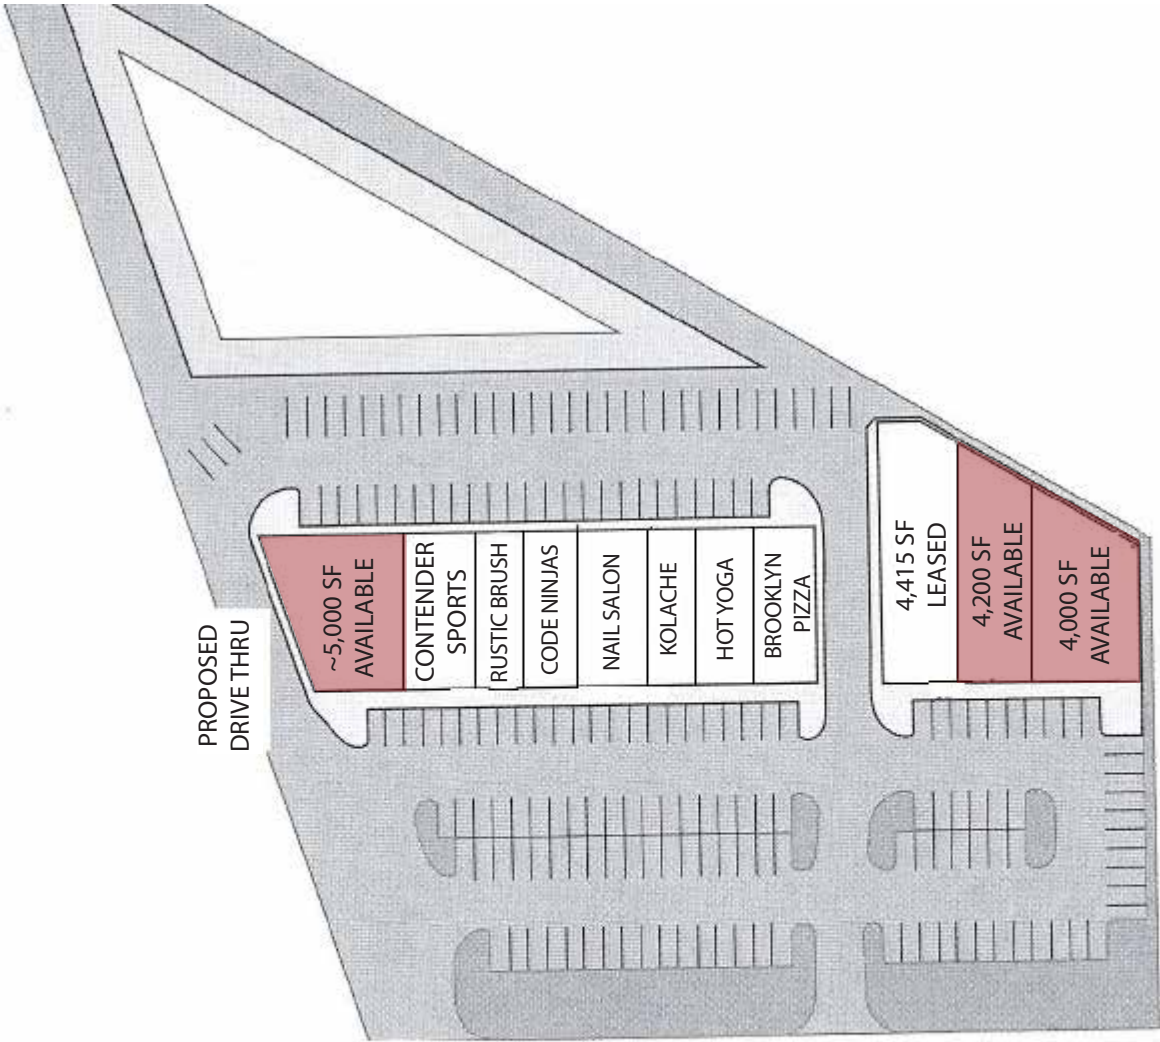 PROPOSED
DRIVE THRU
~5,000 SF
AVAILABLE
CONTENDER
SPORTS
RUSTIC BRUSH
CODE NINJAS
NAIL SALON
KOLACHE
HOT YOGA
BROOKLYN
PIZZA
4,415 SF
LEASED
4,200 SF
AVAILABLE
4,000 SF
AVAILABLE